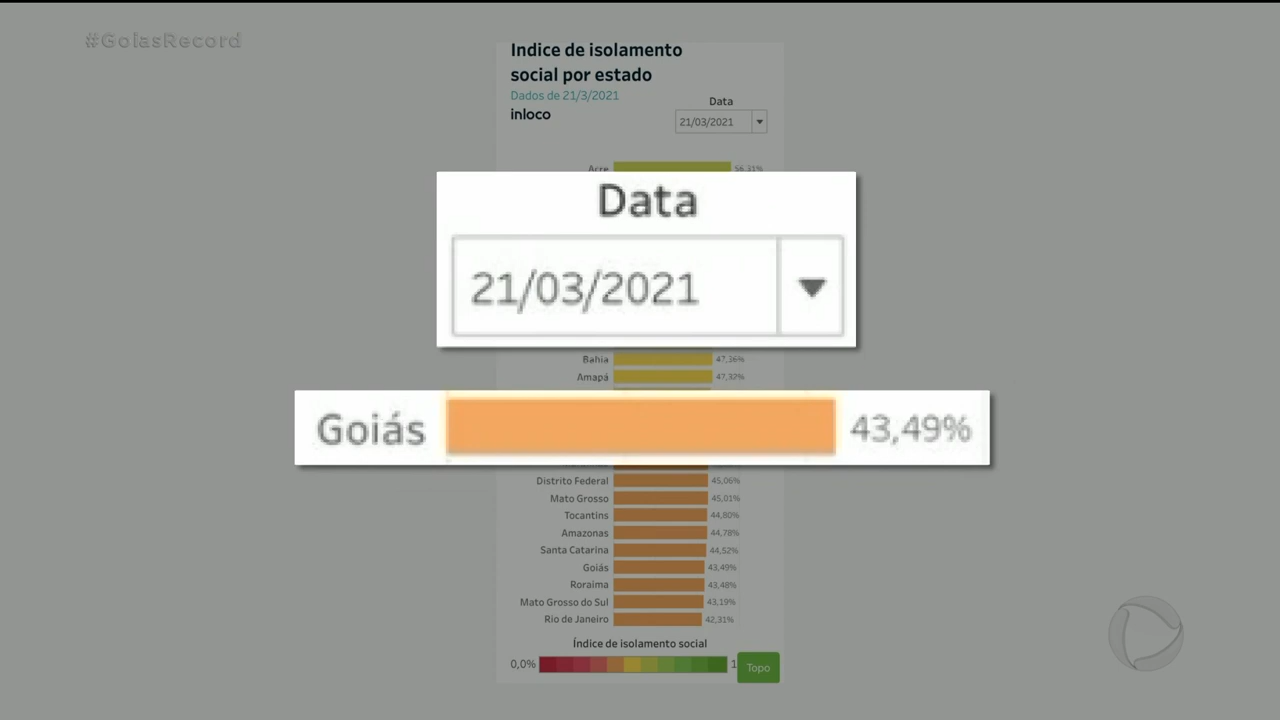 #GoiasRecord
Indice de isolamento
social por estado
Dados de 21/3/2021
inloco
Data
21/03/2021
Acre 56,31%
Data
21/03/2021
Bahia 47,36%
Amapá 47,32%
Goiás 43,49%
Distrito Federal 45,06%
Mato Grosso 45,01%
Tocantins 44,80%
Amazonas 44,78%
Santa Catarina 44,52%
Goiás 43,49%
Roraima 43,48%
Mato Grosso do Sul 43,19%
Rio de Janeiro 42,31%
Índice de isolamento social
0,0% 1
Topo